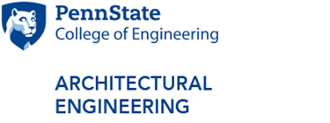 PennState
College of Engineering
ARCHITECTURAL
ENGINEERING